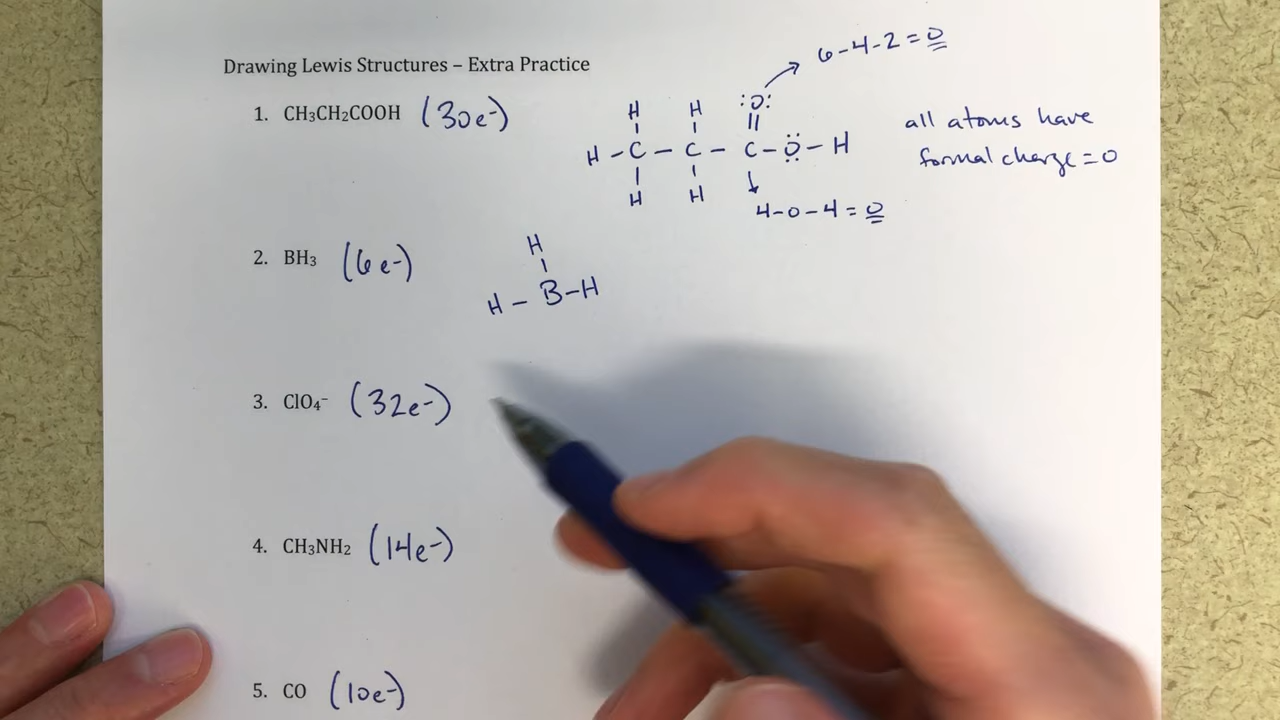 Drawing Lewis Structures – Extra Practice
6-4-2=0
1. CH₃CH₂COOH (30e-)
H H :O:
| | ||
H-C-C-C-Ö-H
| |
H H
4-0-4=0
all atoms have
formal charge=0
2. BH₃ (6e-)
H
|
H-B-H
3. ClO₄⁻ (32e-)
4. CH₃NH₂ (14e-)
5. CO (10e-)